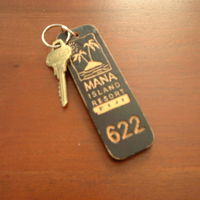 MANA
ISLAND
RESORT
FIJI
622